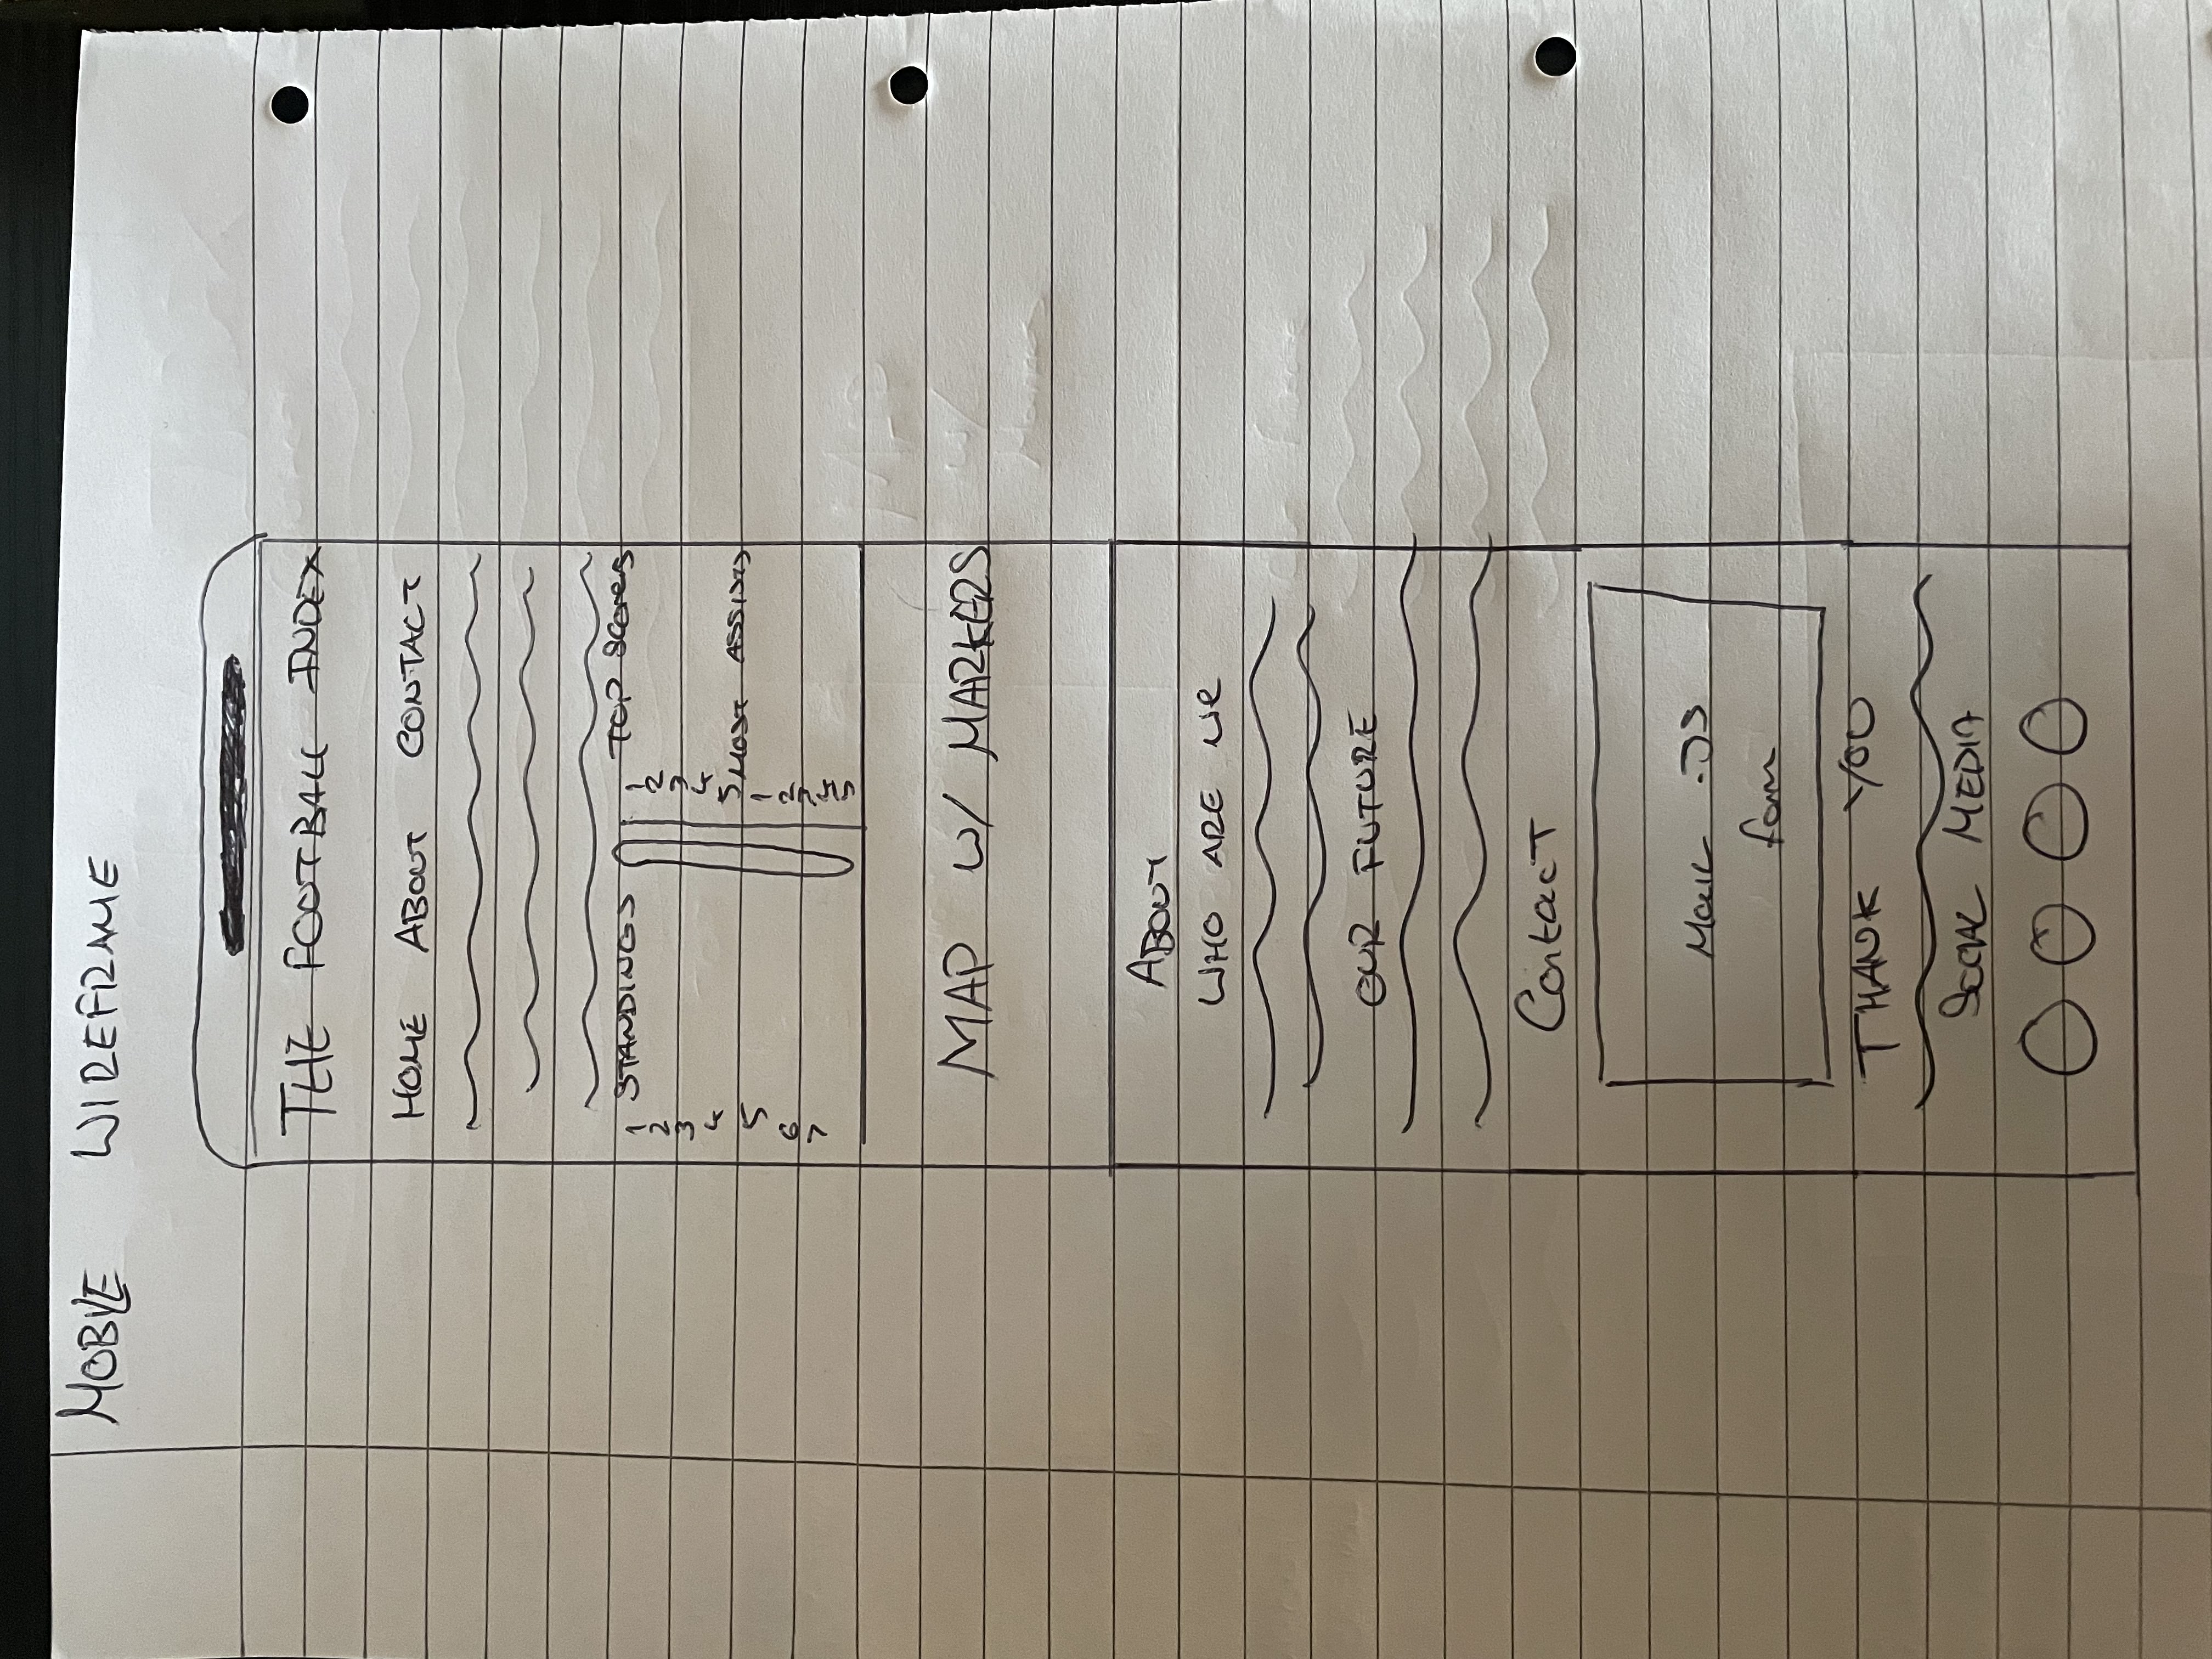 MOBILE WIREFRAME
THE FOOTBALL INDEX
HOME ABOUT CONTACT
STANDINGS
1
2
3
4
5
6
7
TOP Scorers
1
2
3
4
5
MOST ASSISTS
1
2
3
4
5
MAP W/ MARKERS
ABOUT
WHO ARE We
OUR FUTURE
Contact
Mail .JS
form
THANK YOU
SOCIAL MEDIA